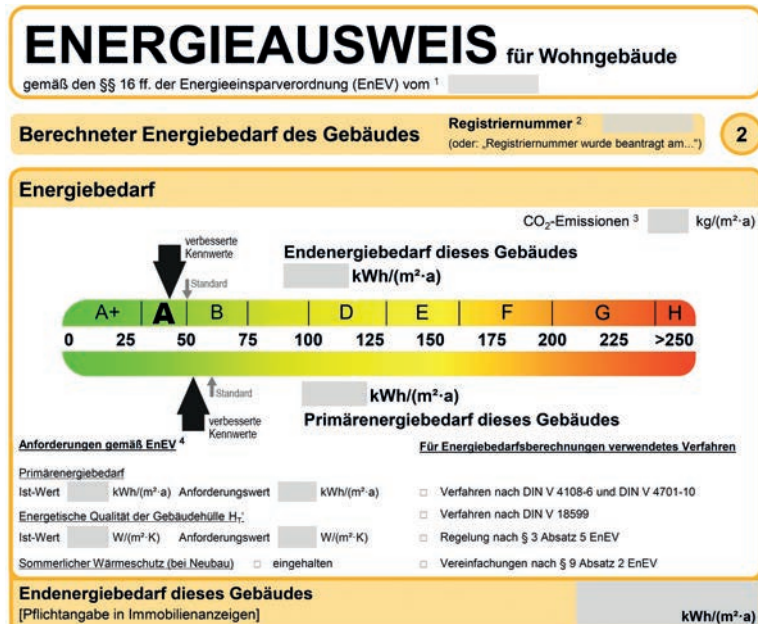 ENERGIEAUSWEIS für Wohngebäude
gemäß den §§ 16 ff. der Energieeinsparverordnung (EnEV) vom ¹
Berechneter Energiebedarf des Gebäudes
Registriernummer ²
(oder: „Registriernummer wurde beantragt am...")
2
Energiebedarf
CO₂-Emissionen ³ kg/(m²·a)
verbesserte
Kennwerte
Standard
Endenergiebedarf dieses Gebäudes
kWh/(m²·a)
A+ A B D E F G H
0 25 50 75 100 125 150 175 200 225 >250
Standard
verbesserte
Kennwerte
kWh/(m²·a)
Primärenergiebedarf dieses Gebäudes
Anforderungen gemäß EnEV ⁴
Primärenergiebedarf
Ist-Wert kWh/(m²·a) Anforderungswert kWh/(m²·a)
Energetische Qualität der Gebäudehülle H_T'
Ist-Wert W/(m²·K) Anforderungswert W/(m²·K)
Sommerlicher Wärmeschutz (bei Neubau) □ eingehalten
Für Energiebedarfsberechnungen verwendetes Verfahren
□ Verfahren nach DIN V 4108-6 und DIN V 4701-10
□ Verfahren nach DIN V 18599
□ Regelung nach § 3 Absatz 5 EnEV
□ Vereinfachungen nach § 9 Absatz 2 EnEV
Endenergiebedarf dieses Gebäudes
[Pflichtangabe in Immobilienanzeigen]
kWh/(m²·a)